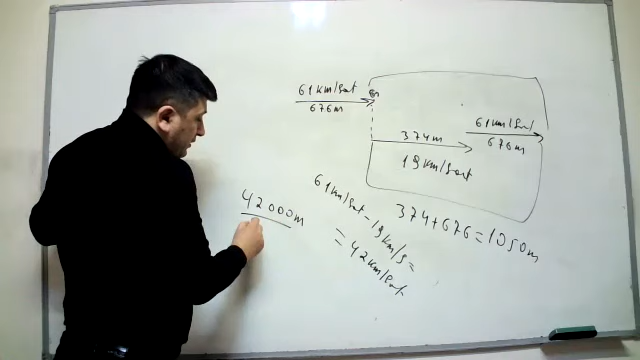 61 km/saat
676 m
374 m
19 km/saat
61 km/saat
676 m
61 km/saat - 19 km/s =
= 42 km/saat
374 + 676 = 1050 m
42000 m